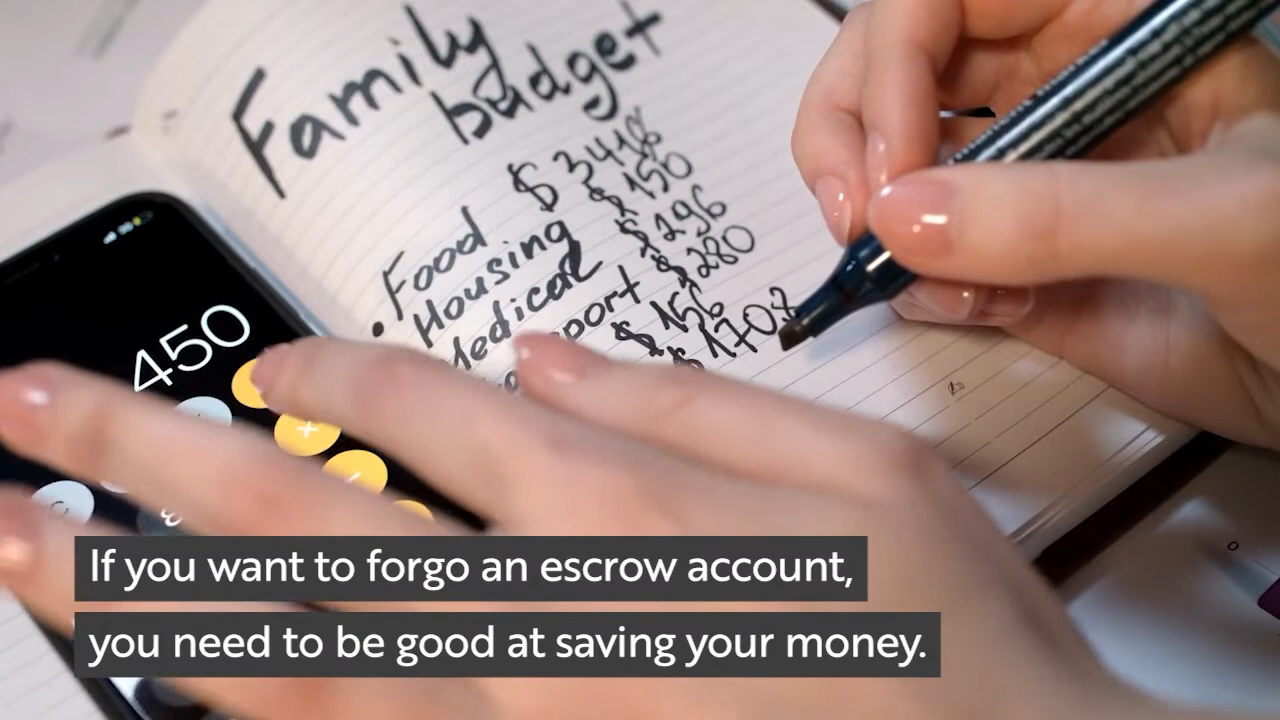 Family
budget
Food $ 3418
Housing $ 150
Medical $ 296
port $ 280
$ 156
$ 1708
450
If you want to forgo an escrow account,
you need to be good at saving your money.